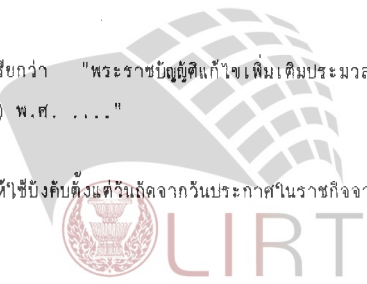 รียกว่า "พระราชบัญญัติแก้ไขเพิ่มเติมประมวล
) พ.ศ. ...."
ห้ใช้บังคับตั้งแต่วันถัดจากวันประกาศในราชกิจจา
LIRT